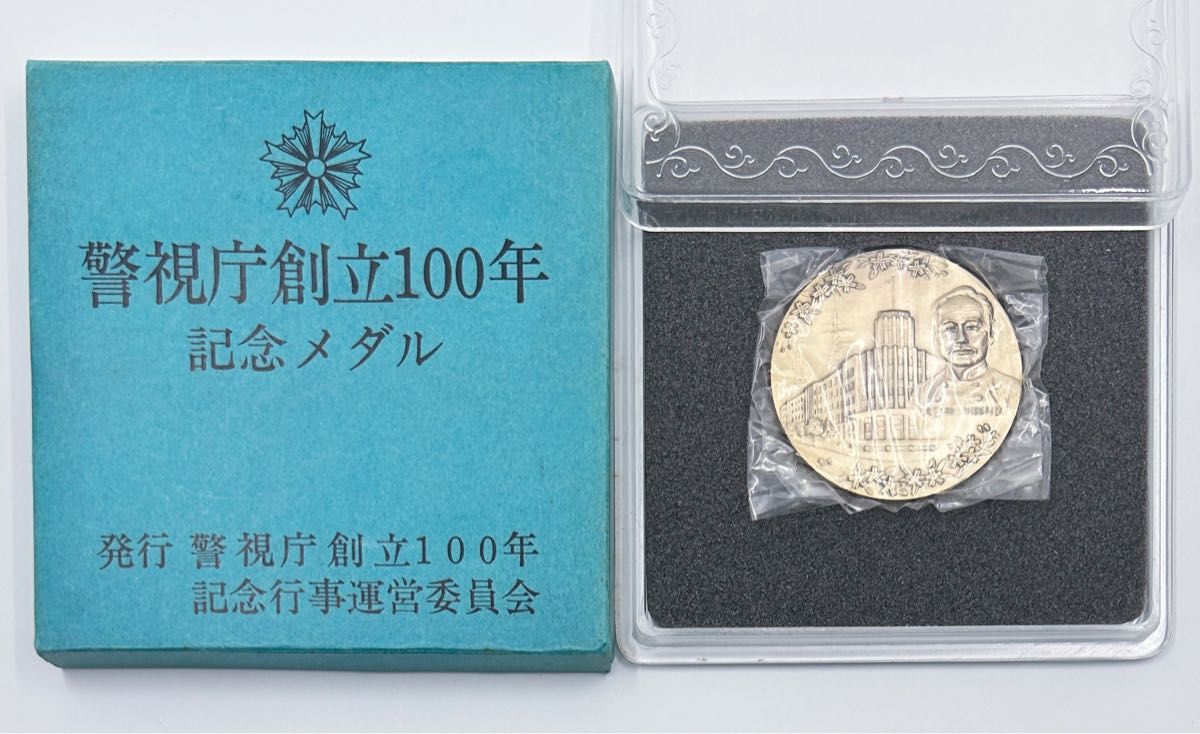 警視庁創立100年
記念メダル
発行 警視庁創立100年
記念行事運営委員会